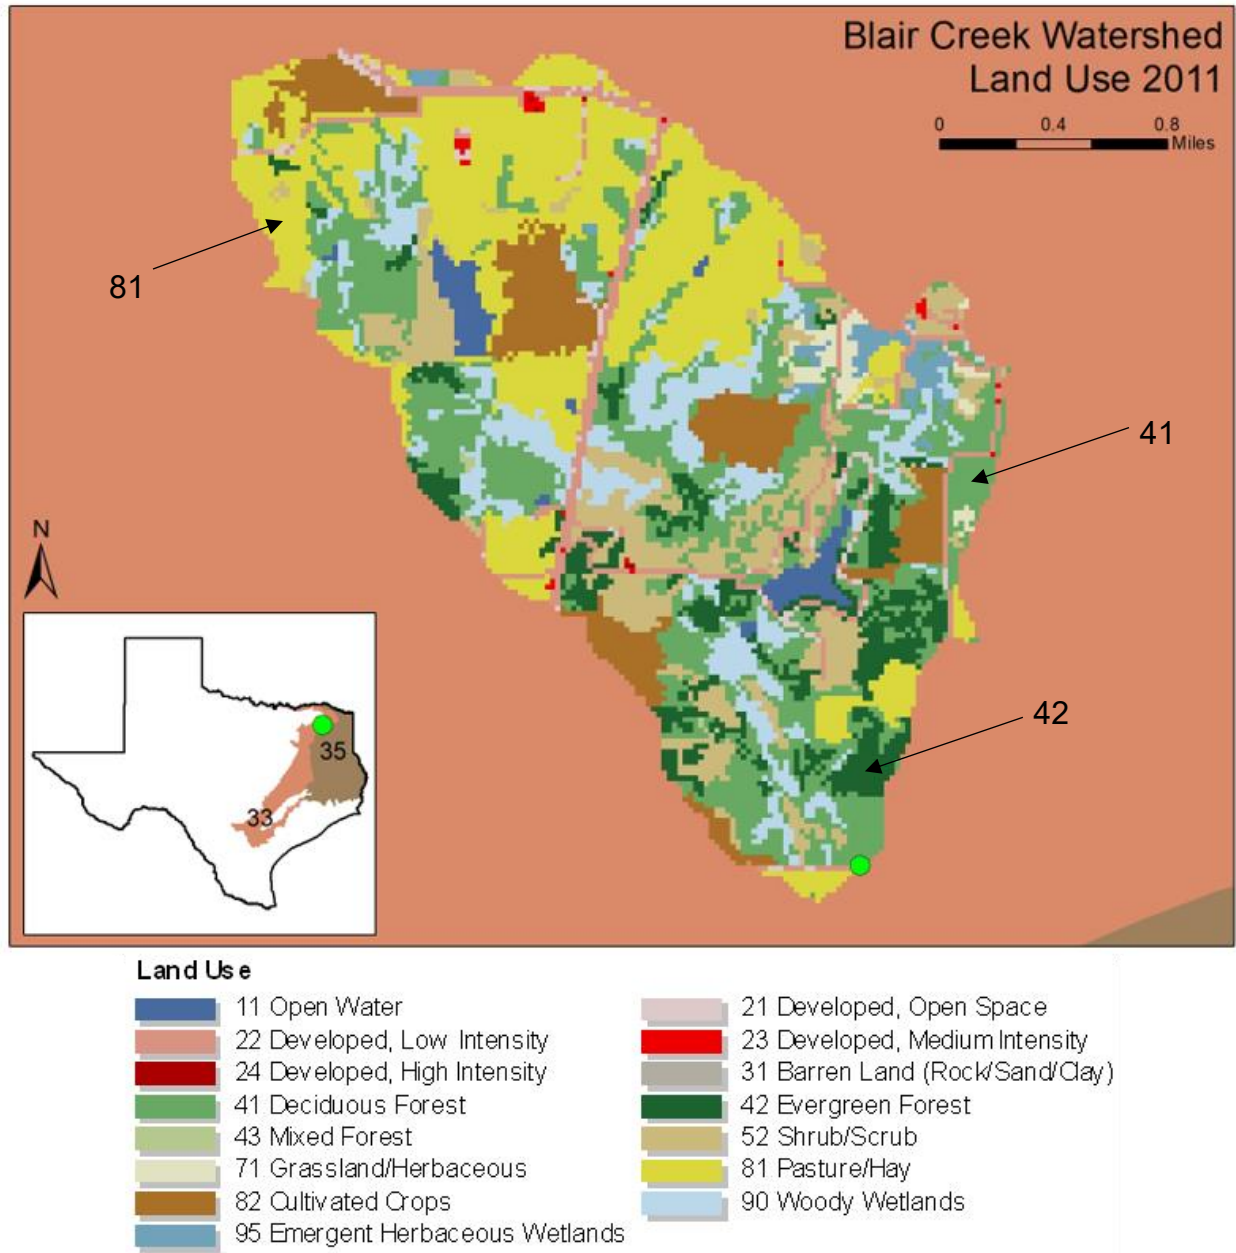 Blair Creek Watershed
Land Use 2011
0 0.4 0.8
Miles
81
41
N
42
35
33
Land Use
11 Open Water
21 Developed, Open Space
22 Developed, Low Intensity
23 Developed, Medium Intensity
24 Developed, High Intensity
31 Barren Land (Rock/Sand/Clay)
41 Deciduous Forest
42 Evergreen Forest
43 Mixed Forest
52 Shrub/Scrub
71 Grassland/Herbaceous
81 Pasture/Hay
82 Cultivated Crops
90 Woody Wetlands
95 Emergent Herbaceous Wetlands